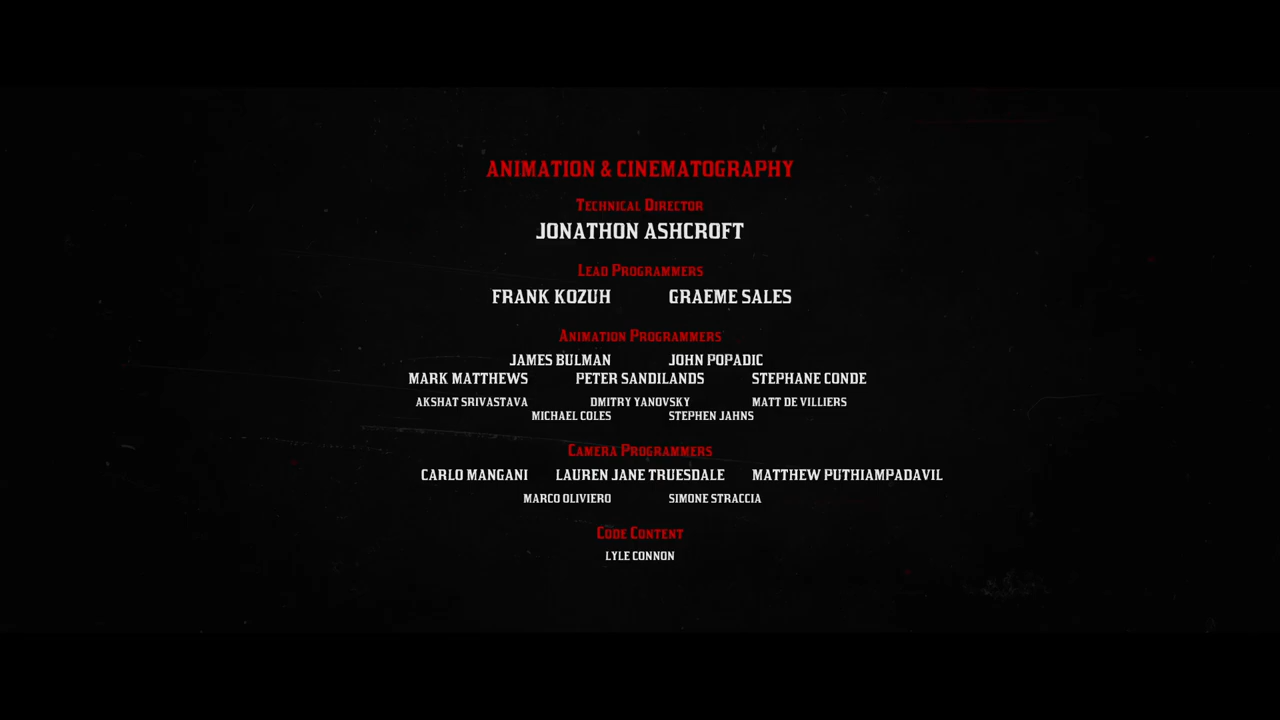 ANIMATION & CINEMATOGRAPHY
TECHNICAL DIRECTOR
JONATHON ASHCROFT
LEAD PROGRAMMERS
FRANK KOZUH GRAEME SALES
ANIMATION PROGRAMMERS
JAMES BULMAN JOHN POPADIC
MARK MATTHEWS PETER SANDILANDS STEPHANE CONDE
AKSHAT SRIVASTAVA DMITRY YANOVSKY MATT DE VILLIERS
MICHAEL COLES STEPHEN JAHNS
CAMERA PROGRAMMERS
CARLO MANGANI LAUREN JANE TRUESDALE MATTHEW PUTHIAMPADAVIL
MARCO OLIVIERO SIMONE STRACCIA
CODE CONTENT
LYLE CONNON